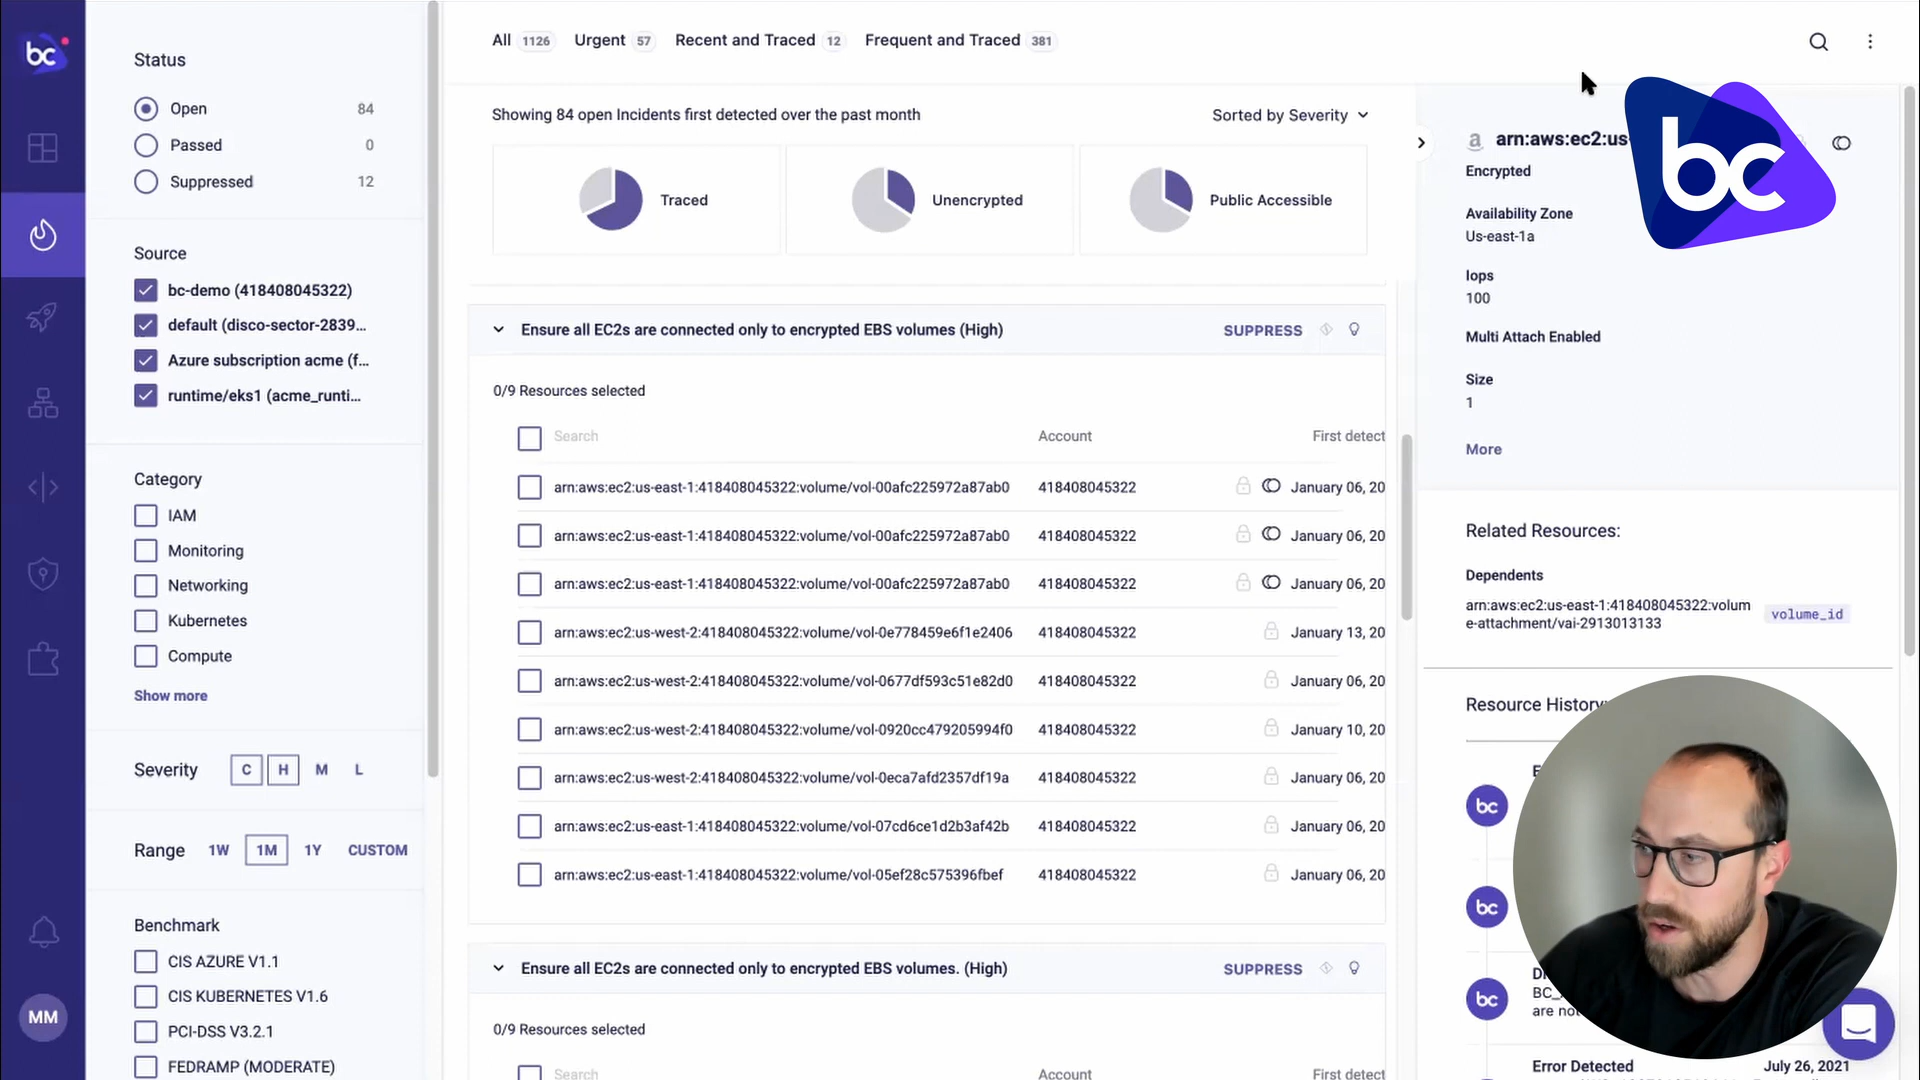 bc
Status
Open 84
Passed 0
Suppressed 12
Source
bc-demo (418408045322)
default (disco-sector-2839...
Azure subscription acme (f...
runtime/eks1 (acme_runti...
Category
IAM
Monitoring
Networking
Kubernetes
Compute
Show more
Severity C H M L
Range 1W 1M 1Y CUSTOM
Benchmark
CIS AZURE V1.1
CIS KUBERNETES V1.6
PCI-DSS V3.2.1
FEDRAMP (MODERATE)
MM
All 1126 Urgent 57 Recent and Traced 12 Frequent and Traced 381
Showing 84 open Incidents first detected over the past month Sorted by Severity
Traced Unencrypted Public Accessible
Ensure all EC2s are connected only to encrypted EBS volumes (High) SUPPRESS
0/9 Resources selected
Search Account First detect
arn:aws:ec2:us-east-1:418408045322:volume/vol-00afc225972a87ab0 418408045322 January 06, 20
arn:aws:ec2:us-east-1:418408045322:volume/vol-00afc225972a87ab0 418408045322 January 06, 20
arn:aws:ec2:us-east-1:418408045322:volume/vol-00afc225972a87ab0 418408045322 January 06, 20
arn:aws:ec2:us-west-2:418408045322:volume/vol-0e778459e6f1e2406 418408045322 January 13, 20
arn:aws:ec2:us-west-2:418408045322:volume/vol-0677df593c51e82d0 418408045322 January 06, 20
arn:aws:ec2:us-west-2:418408045322:volume/vol-0920cc479205994f0 418408045322 January 10, 20
arn:aws:ec2:us-west-2:418408045322:volume/vol-0eca7afd2357df19a 418408045322 January 06, 20
arn:aws:ec2:us-east-1:418408045322:volume/vol-07cd6ce1d2b3af42b 418408045322 January 06, 20
arn:aws:ec2:us-east-1:418408045322:volume/vol-05ef28c575396fbef 418408045322 January 06, 20
Ensure all EC2s are connected only to encrypted EBS volumes. (High) SUPPRESS
0/9 Resources selected
Search Account First detect
a arn:aws:ec2:us-
bc
Encrypted
Availability Zone
Us-east-1a
Iops
100
Multi Attach Enabled
Size
1
More
Related Resources:
Dependents
arn:aws:ec2:us-east-1:418408045322:volum
e-attachment/vai-2913013133 volume_id
Resource History
bc
bc
bc
BC_
are not
Error Detected July 26, 2021